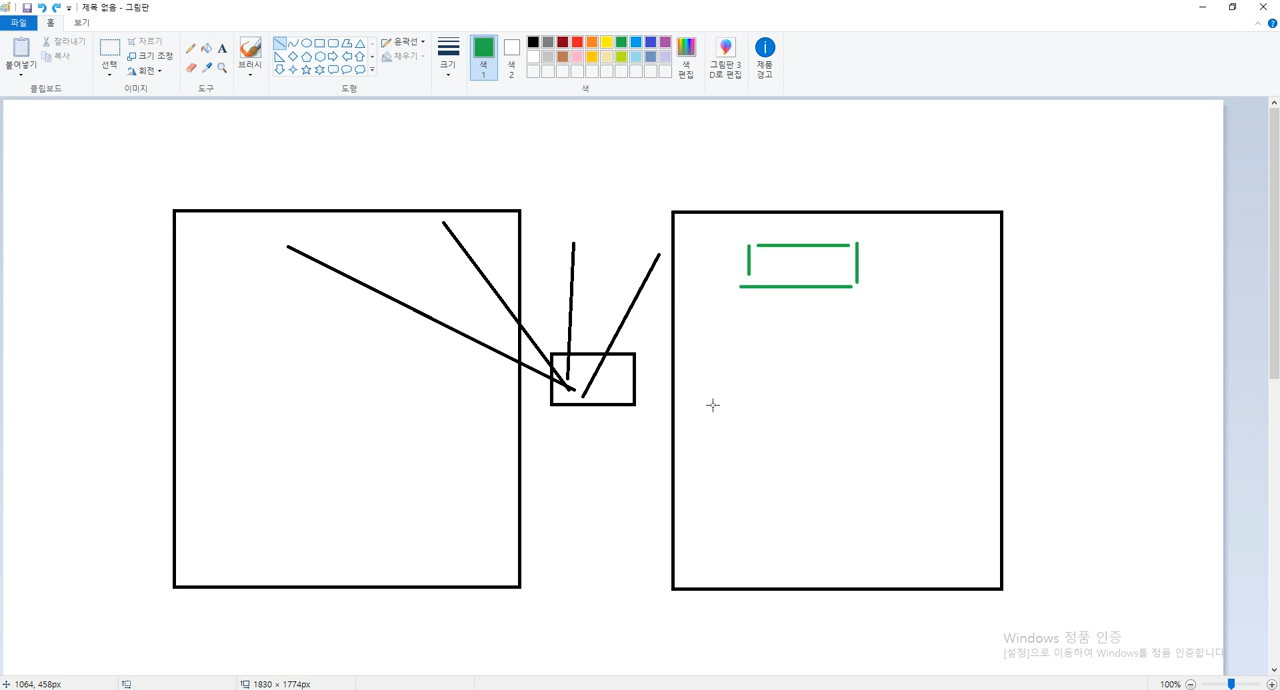 제목 없음 - 그림판
파일
홈
보기
붙여넣기
잘라내기
복사
클립보드
선택
자르기
크기 조정
회전
이미지
A
도구
브러시
윤곽선
채우기
도형
크기
색
1
색
2
색
편집
색
그림판 3
D로 편집
제품
경고
Windows 정품 인증
[설정]으로 이동하여 Windows를 정품 인증합니다
1064, 458px
1830 × 1774px
100%